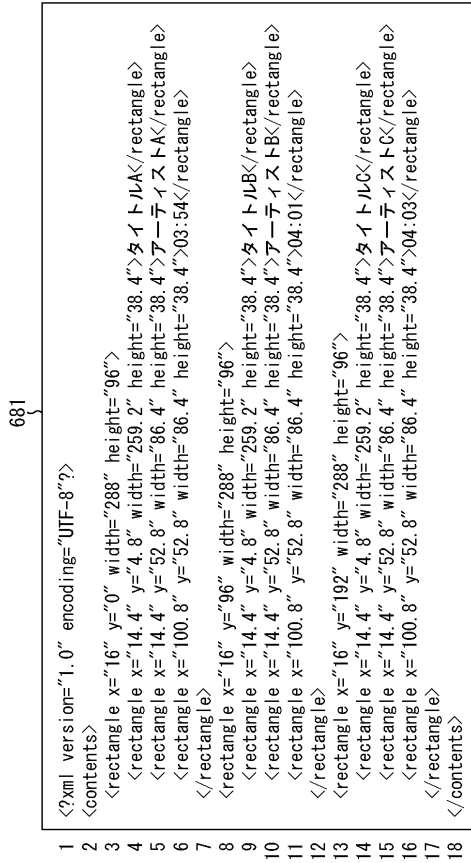 681
1 <?xml version="1.0" encoding="UTF-8"?>
2 <contents>
3 <rectangle x="16" y="0" width="288" height="96">
4 <rectangle x="14.4" y="4.8" width="259.2" height="38.4">タイトルA</rectangle>
5 <rectangle x="14.4" y="52.8" width="86.4" height="38.4">アーティストA</rectangle>
6 <rectangle x="100.8" y="52.8" width="86.4" height="38.4">03:54</rectangle>
7 </rectangle>
8 <rectangle x="16" y="96" width="288" height="96">
9 <rectangle x="14.4" y="4.8" width="259.2" height="38.4">タイトルB</rectangle>
10 <rectangle x="14.4" y="52.8" width="86.4" height="38.4">アーティストB</rectangle>
11 <rectangle x="100.8" y="52.8" width="86.4" height="38.4">04:01</rectangle>
12 </rectangle>
13 <rectangle x="16" y="192" width="288" height="96">
14 <rectangle x="14.4" y="4.8" width="259.2" height="38.4">タイトルC</rectangle>
15 <rectangle x="14.4" y="52.8" width="86.4" height="38.4">アーティストC</rectangle>
16 <rectangle x="100.8" y="52.8" width="86.4" height="38.4">04:03</rectangle>
17 </rectangle>
18 </contents>